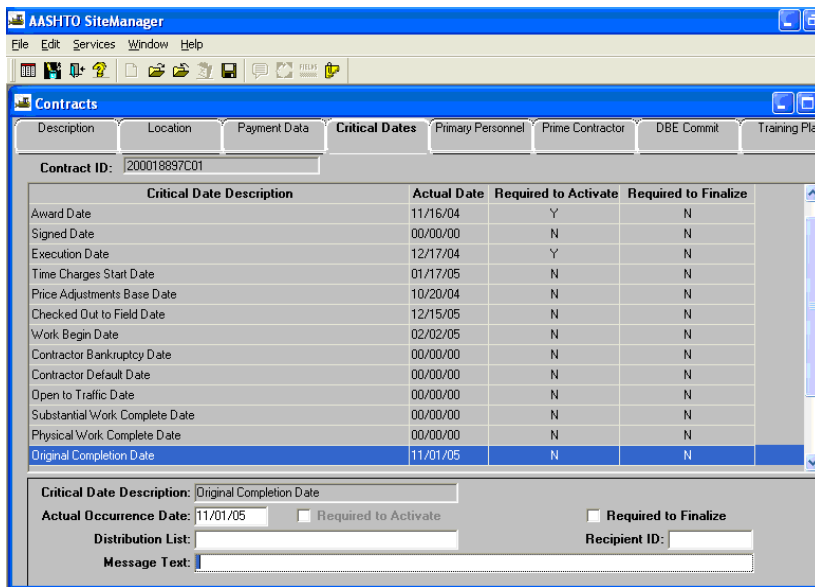 AASHTO SiteManager
File Edit Services Window Help
Contracts
Description Location Payment Data Critical Dates Primary Personnel Prime Contractor DBE Commit Training Pla
Contract ID: 200018897C01
Critical Date Description Actual Date Required to Activate Required to Finalize
Award Date 11/16/04 Y N
Signed Date 00/00/00 N N
Execution Date 12/17/04 Y N
Time Charges Start Date 01/17/05 N N
Price Adjustments Base Date 10/20/04 N N
Checked Out to Field Date 12/15/05 N N
Work Begin Date 02/02/05 N N
Contractor Bankruptcy Date 00/00/00 N N
Contractor Default Date 00/00/00 N N
Open to Traffic Date 00/00/00 N N
Substantial Work Complete Date 00/00/00 N N
Physical Work Complete Date 00/00/00 N N
Original Completion Date 11/01/05 N N
Critical Date Description: Original Completion Date
Actual Occurrence Date: 11/01/05 Required to Activate Required to Finalize
Distribution List: Recipient ID:
Message Text: